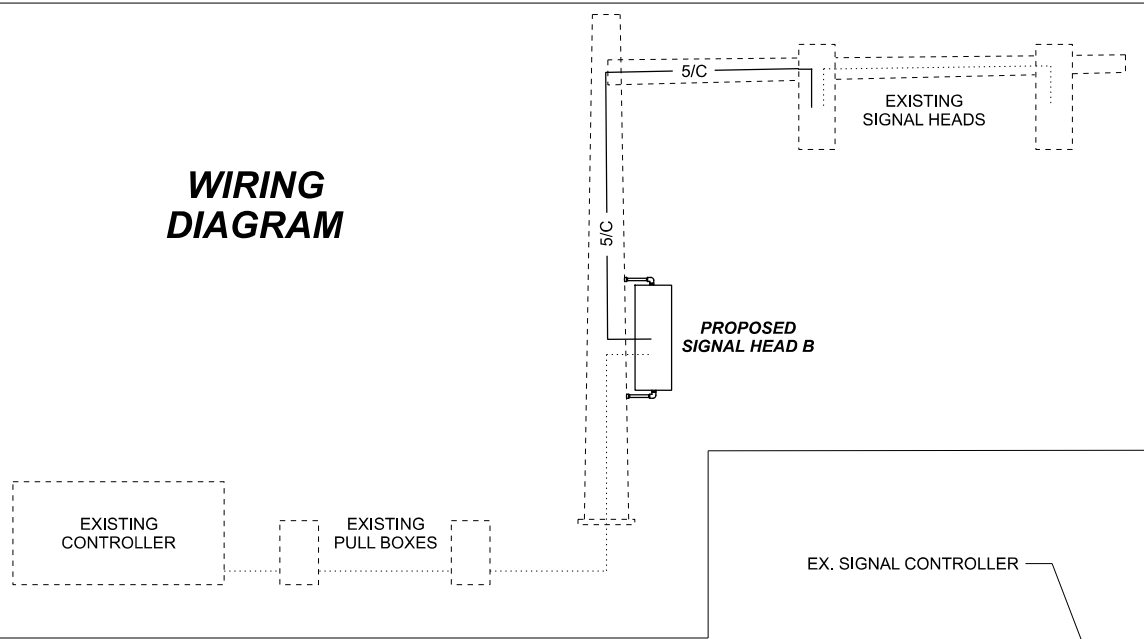 5/C
EXISTING
SIGNAL HEADS
WIRING
DIAGRAM
5/C
PROPOSED
SIGNAL HEAD B
EXISTING
CONTROLLER
EXISTING
PULL BOXES
EX. SIGNAL CONTROLLER